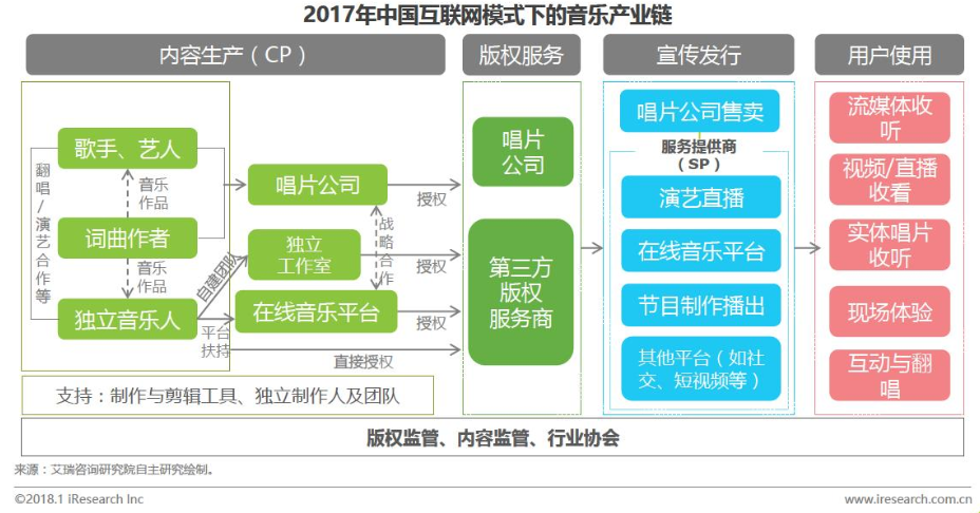 2017年中国互联网模式下的音乐产业链
内容生产（CP）
版权服务
宣传发行
用户使用
歌手、艺人
翻唱/演艺合作等
音乐
作品
词曲作者
音乐
作品
独立音乐人
唱片公司
授权
战略合作
自建团队
独立
工作室
授权
在线音乐平台
授权
平台
扶持
直接授权
支持：制作与剪辑工具、独立制作人及团队
唱片
公司
第三方
版权
服务商
唱片公司售卖
服务提供商
（SP）
演艺直播
在线音乐平台
节目制作播出
其他平台（如社
交、短视频等）
流媒体收
听
视频/直播
收看
实体唱片
收听
现场体验
互动与翻
唱
版权监管、内容监管、行业协会
来源：艾瑞咨询研究院自主研究绘制。
©2018.1 iResearch Inc
www.iresearch.com.cn